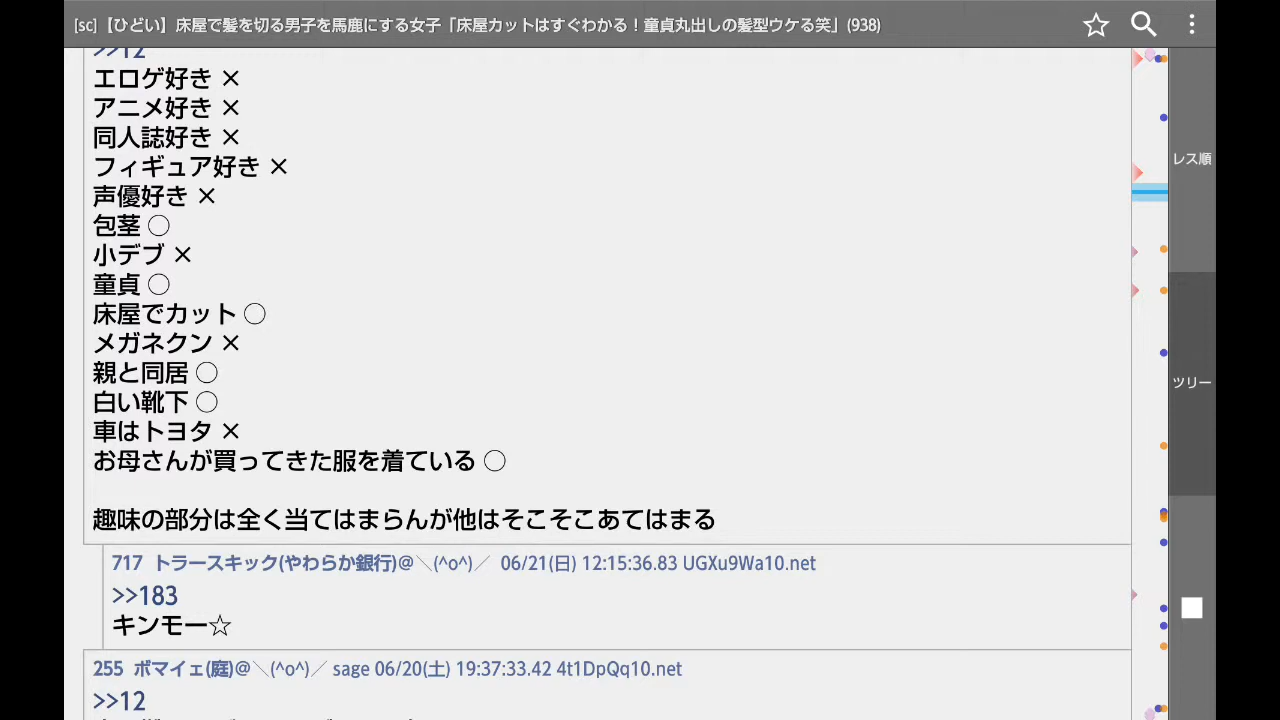 [sc]【ひどい】床屋で髪を切る男子を馬鹿にする女子「床屋カットはすぐわかる！童貞丸出しの髪型ウケる笑」(938)
>>12
エロゲ好き ×
アニメ好き ×
同人誌好き ×
フィギュア好き ×
声優好き ×
包茎 ○
小デブ ×
童貞 ○
床屋でカット ○
メガネクン ×
親と同居 ○
白い靴下 ○
車はトヨタ ×
お母さんが買ってきた服を着ている ○
趣味の部分は全く当てはまらんが他はそこそこあてはまる
717 トラースキック(やわらか銀行)@＼(^o^)／ 06/21(日) 12:15:36.83 UGXu9Wa10.net
>>183
キンモー☆
255 ボマイェ(庭)@＼(^o^)／ sage 06/20(土) 19:37:33.42 4t1DpQq10.net
>>12
レス順
ツリー